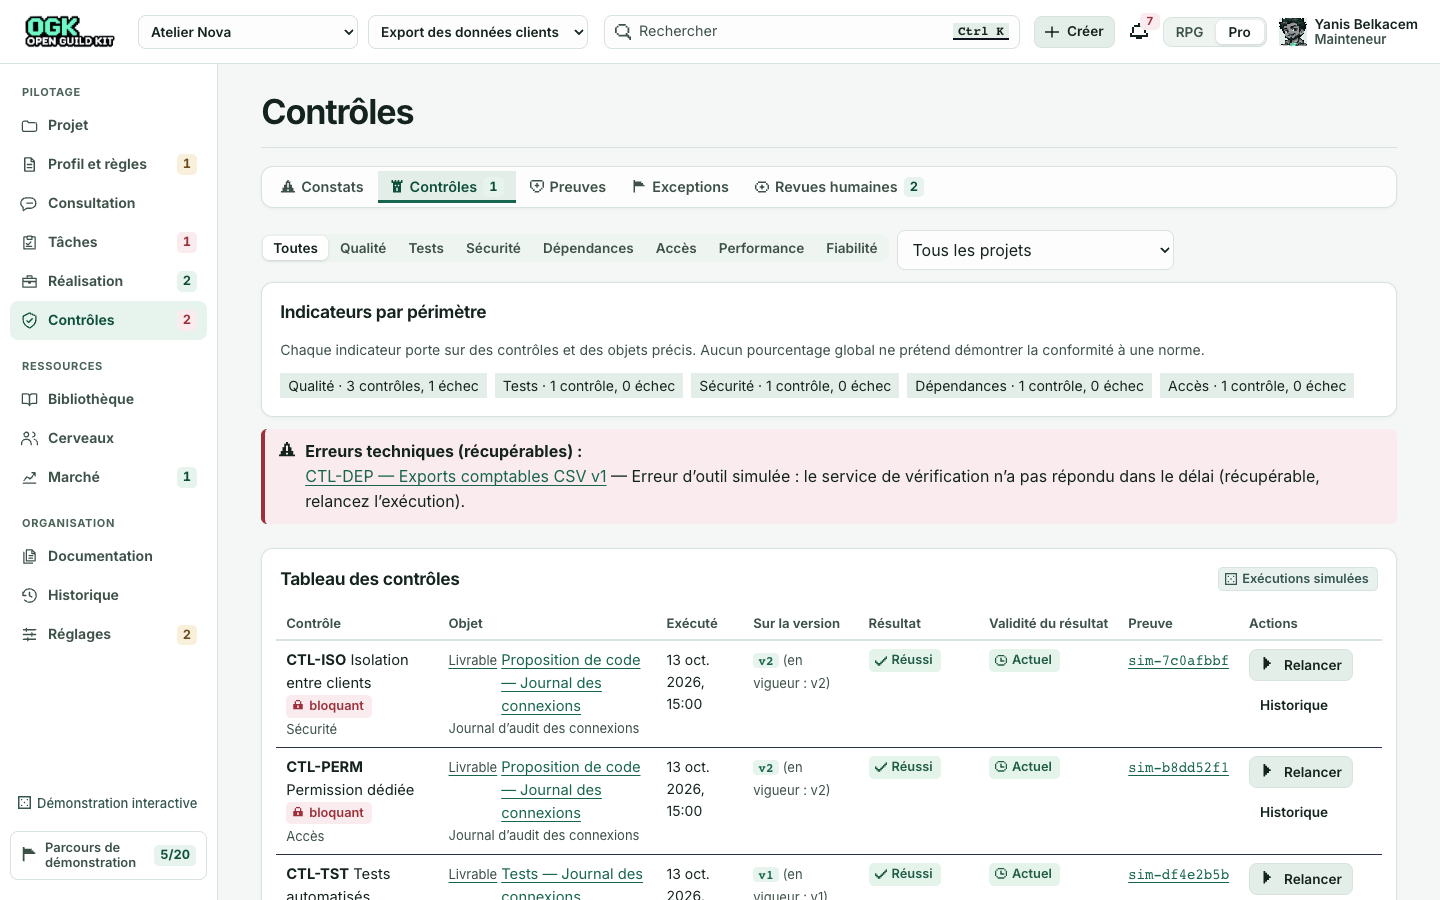 OGK
OPEN GUILD KIT
Atelier Nova
Export des données clients
Rechercher
Ctrl K
Créer
7
RPG
Pro
Yanis Belkacem
Mainteneur
PILOTAGE
Projet
Profil et règles 1
Consultation
Tâches 1
Réalisation 2
Contrôles 2
RESSOURCES
Bibliothèque
Cerveaux
Marché 1
ORGANISATION
Documentation
Historique
Réglages 2
Démonstration interactive
Parcours de
démonstration
5/20
Contrôles
Constats
Contrôles 1
Preuves
Exceptions
Revues humaines 2
Toutes
Qualité
Tests
Sécurité
Dépendances
Accès
Performance
Fiabilité
Tous les projets
Indicateurs par périmètre
Chaque indicateur porte sur des contrôles et des objets précis. Aucun pourcentage global ne prétend démontrer la conformité à une norme.
Qualité · 3 contrôles, 1 échec
Tests · 1 contrôle, 0 échec
Sécurité · 1 contrôle, 0 échec
Dépendances · 1 contrôle, 0 échec
Accès · 1 contrôle, 0 échec
Erreurs techniques (récupérables) :
CTL-DEP — Exports comptables CSV v1 — Erreur d’outil simulée : le service de vérification n’a pas répondu dans le délai (récupérable,
relancez l’exécution).
Tableau des contrôles
Exécutions simulées
Contrôle
Objet
Exécuté
Sur la version
Résultat
Validité du résultat
Preuve
Actions
CTL-ISO Isolation
entre clients
bloquant
Sécurité
Livrable Proposition de code
— Journal des
connexions
Journal d’audit des connexions
13 oct.
2026,
15:00
v2 (en
vigueur : v2)
Réussi
Actuel
sim-7c0afbbf
Relancer
Historique
CTL-PERM
Permission dédiée
bloquant
Accès
Livrable Proposition de code
— Journal des
connexions
Journal d’audit des connexions
13 oct.
2026,
15:00
v2 (en
vigueur : v2)
Réussi
Actuel
sim-b8dd52f1
Relancer
Historique
CTL-TST Tests
automatisés
Livrable Tests — Journal des
connexions
13 oct.
2026,
v1 (en
vigueur : v1)
Réussi
Actuel
sim-df4e2b5b
Relancer